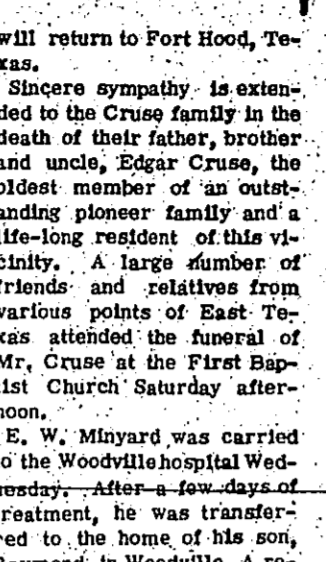 will return to Fort Hood, Te-
xas.
Sincere sympathy is exten-
ded to the Cruse family in the
death of their father, brother
and uncle, Edgar Cruse, the
oldest member of an outst-
anding pioneer family and a
life-long resident of this vi-
cinity. A large number of
friends and relatives from
various points of East Te-
xas attended the funeral of
Mr. Cruse at the First Bap-
tist Church Saturday after-
noon.
E. W. Minyard was carried
to the Woodville hospital Wed-
nesday. After a few days of
treatment, he was transfer-
red to the home of his son,
in Woodville. A re-